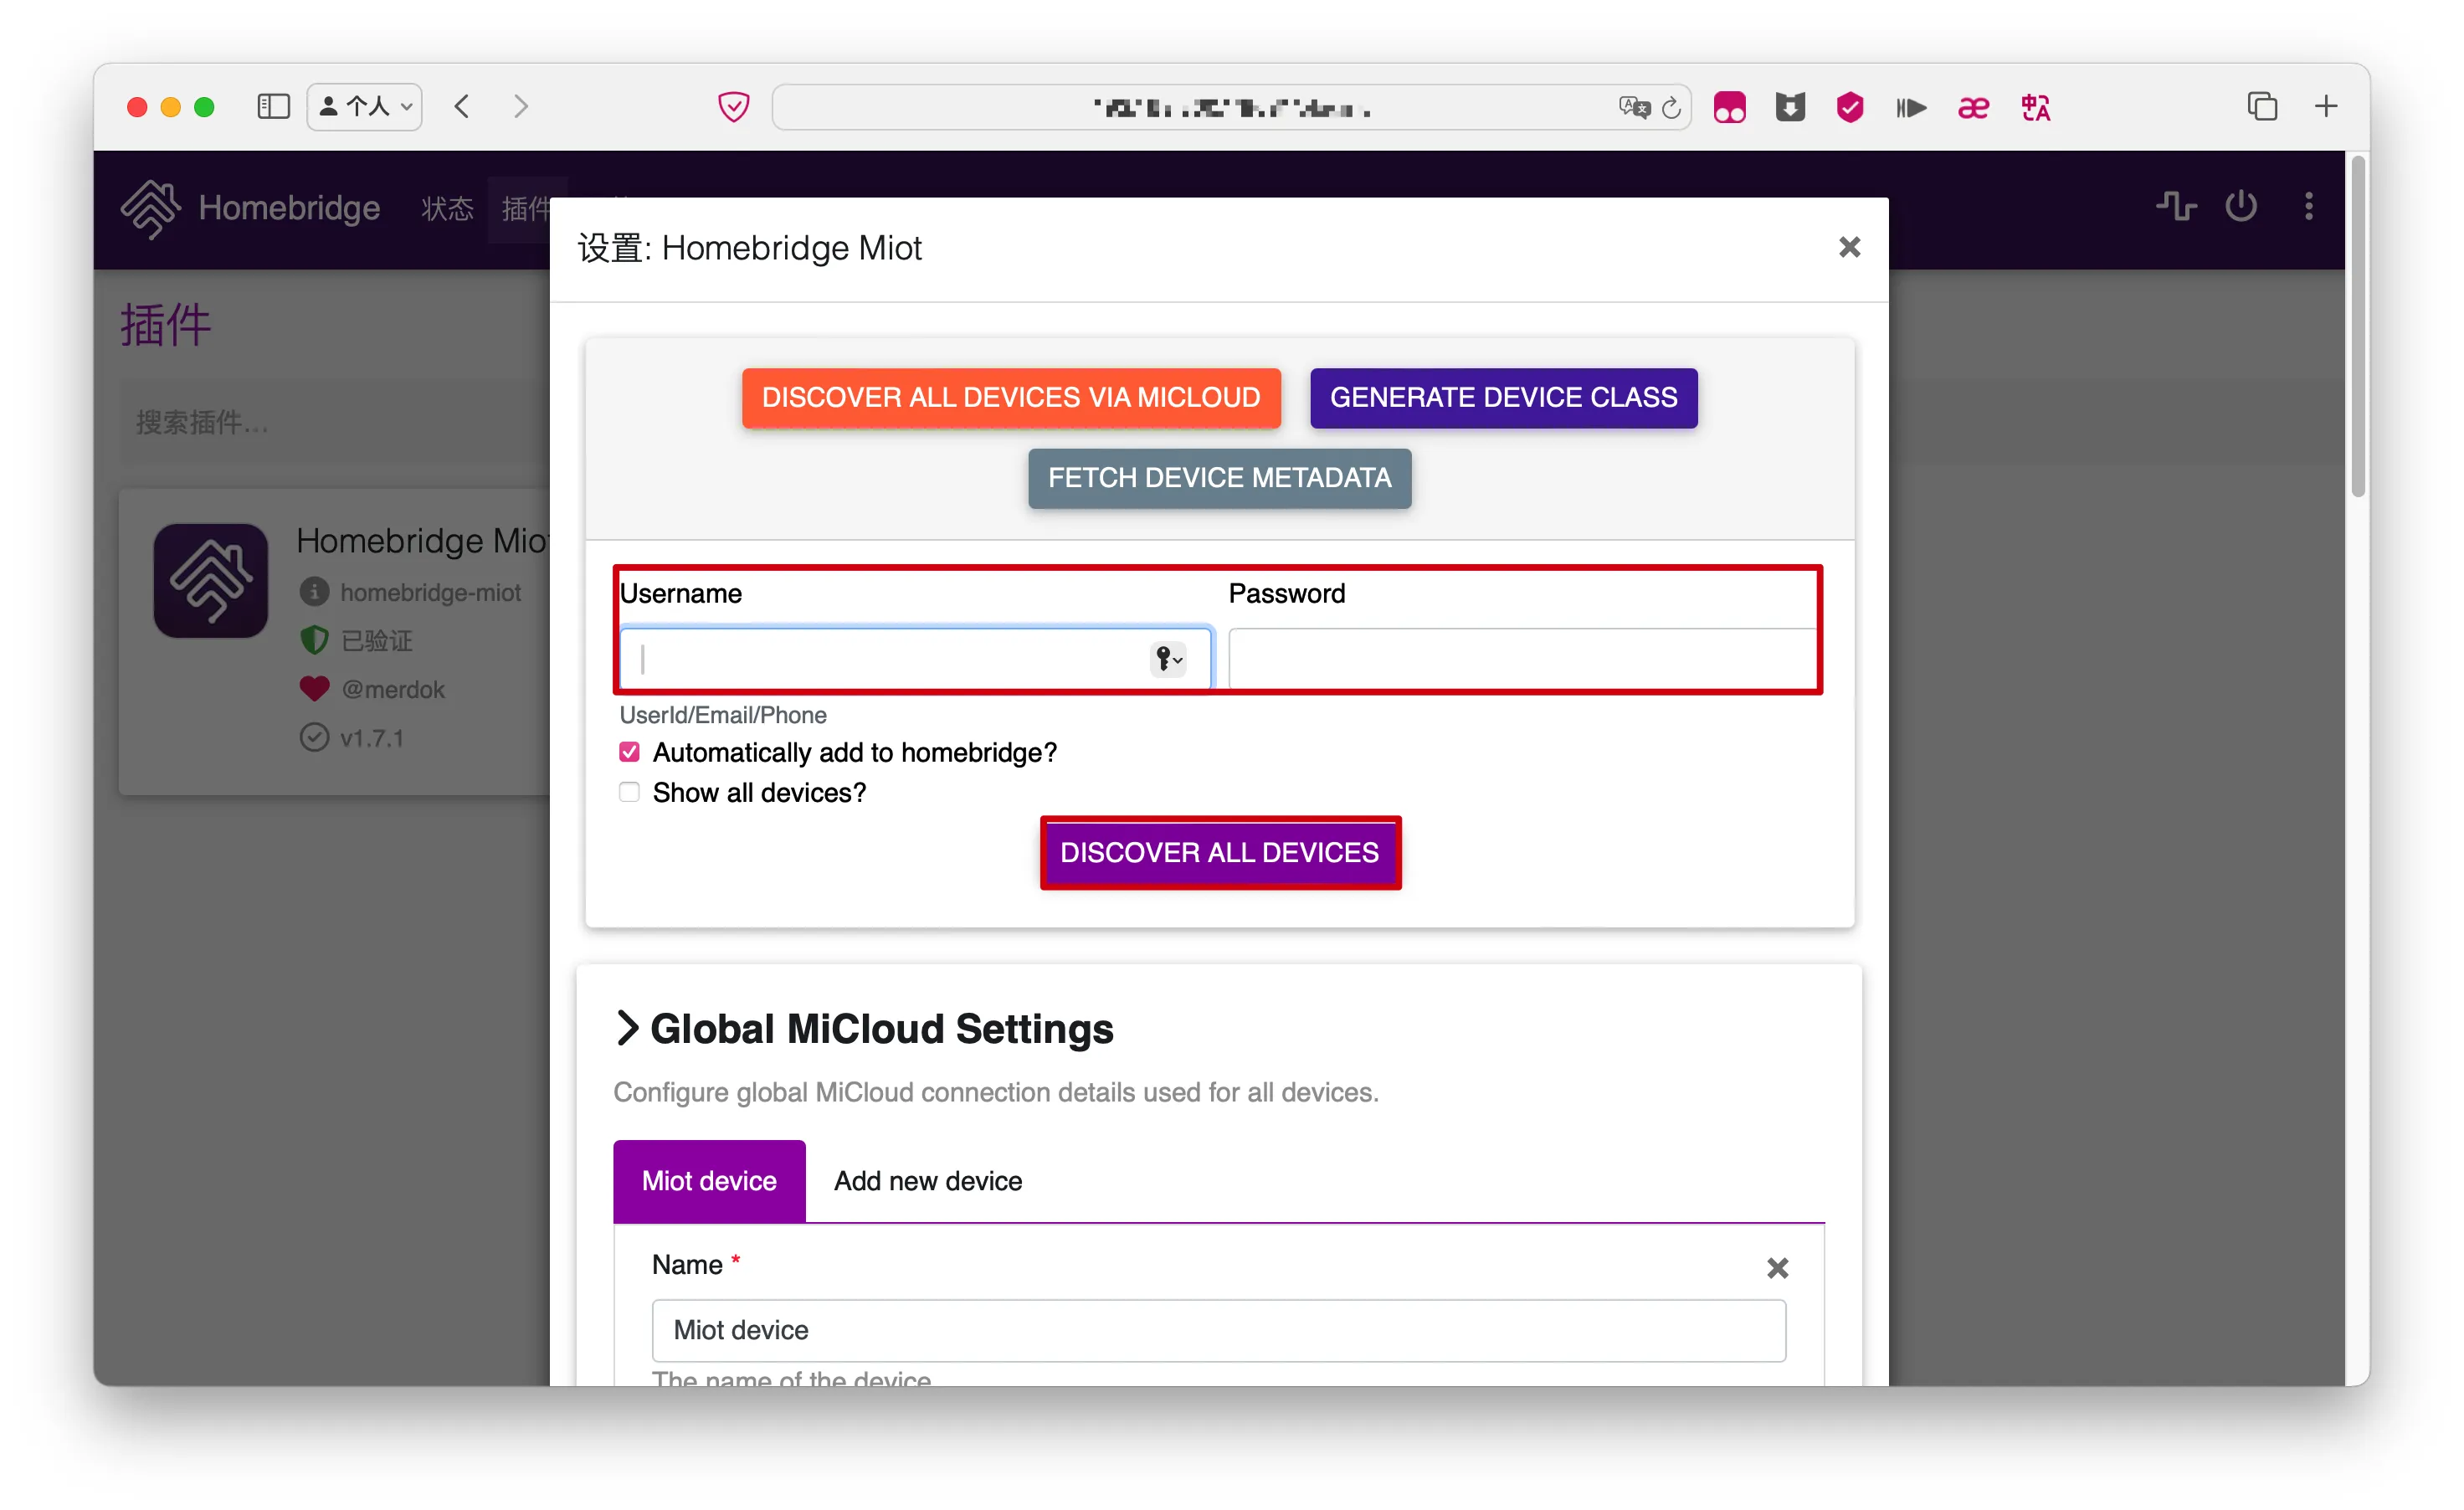 个人
Homebridge
状态
插件
设置: Homebridge Miot
插件
搜索插件...
Homebridge Miot
homebridge-miot
已验证
@merdok
v1.7.1
DISCOVER ALL DEVICES VIA MICLOUD
GENERATE DEVICE CLASS
FETCH DEVICE METADATA
Username
Password
UserId/Email/Phone
Automatically add to homebridge?
Show all devices?
DISCOVER ALL DEVICES
Global MiCloud Settings
Configure global MiCloud connection details used for all devices.
Miot device
Add new device
Name *
Miot device
The name of the device